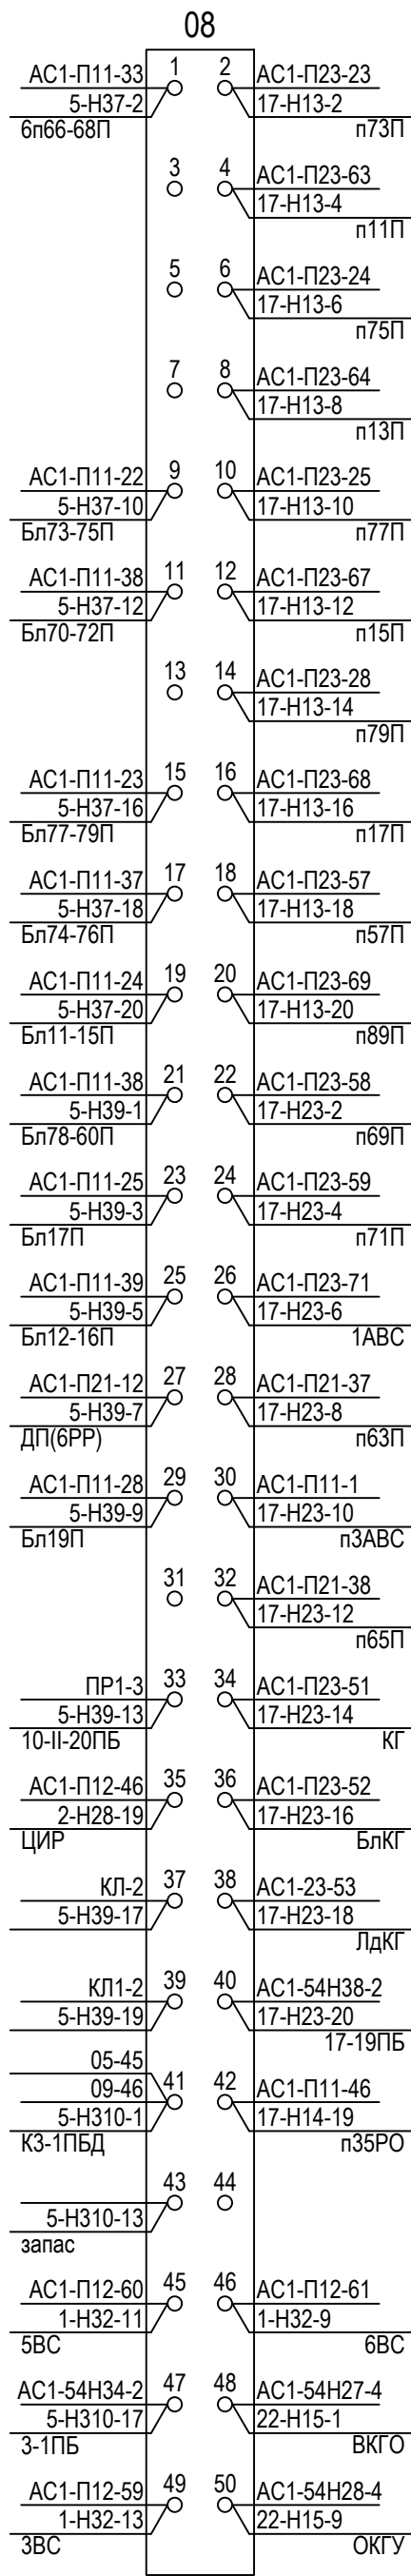 08
АС1-П11-33 1 2 АС1-П23-23
5-Н37-2 17-Н13-2
6п66-68П п73П
3 4 АС1-П23-63
17-Н13-4
п11П
5 6 АС1-П23-24
17-Н13-6
п75П
7 8 АС1-П23-64
17-Н13-8
п13П
АС1-П11-22 9 10 АС1-П23-25
5-Н37-10 17-Н13-10
Бл73-75П п77П
АС1-П11-38 11 12 АС1-П23-67
5-Н37-12 17-Н13-12
Бл70-72П п15П
13 14 АС1-П23-28
17-Н13-14
п79П
АС1-П11-23 15 16 АС1-П23-68
5-Н37-16 17-Н13-16
Бл77-79П п17П
АС1-П11-37 17 18 АС1-П23-57
5-Н37-18 17-Н13-18
Бл74-76П п57П
АС1-П11-24 19 20 АС1-П23-69
5-Н37-20 17-Н13-20
Бл11-15П п89П
АС1-П11-38 21 22 АС1-П23-58
5-Н39-1 17-Н23-2
Бл78-60П п69П
АС1-П11-25 23 24 АС1-П23-59
5-Н39-3 17-Н23-4
Бл17П п71П
АС1-П11-39 25 26 АС1-П23-71
5-Н39-5 17-Н23-6
Бл12-16П 1АВС
АС1-П21-12 27 28 АС1-П21-37
5-Н39-7 17-Н23-8
ДП(6РР) п63П
АС1-П11-28 29 30 АС1-П11-1
5-Н39-9 17-Н23-10
Бл19П п3АВС
31 32 АС1-П21-38
17-Н23-12
п65П
ПР1-3 33 34 АС1-П23-51
5-Н39-13 17-Н23-14
10-II-20ПБ КГ
АС1-П12-46 35 36 АС1-П23-52
2-Н28-19 17-Н23-16
ЦИР БлКГ
КЛ-2 37 38 АС1-23-53
5-Н39-17 17-Н23-18
ЛдКГ
КЛ1-2 39 40 АС1-54Н38-2
5-Н39-19 17-Н23-20
17-19ПБ
05-45
09-46 41 42 АС1-П11-46
5-Н310-1 17-Н14-19
К3-1ПБД п35РО
43 44
5-Н310-13
запас
АС1-П12-60 45 46 АС1-П12-61
1-Н32-11 1-Н32-9
5ВС 6ВС
АС1-54Н34-2 47 48 АС1-54Н27-4
5-Н310-17 22-Н15-1
3-1ПБ ВКГО
АС1-П12-59 49 50 АС1-54Н28-4
1-Н32-13 22-Н15-9
3ВС ОКГУ